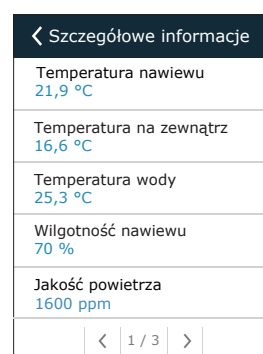 Szczegółowe informacje
Temperatura nawiewu
21,9 °C
Temperatura na zewnątrz
16,6 °C
Temperatura wody
25,3 °C
Wilgotność nawiewu
70 %
Jakość powietrza
1600 ppm
1 / 3